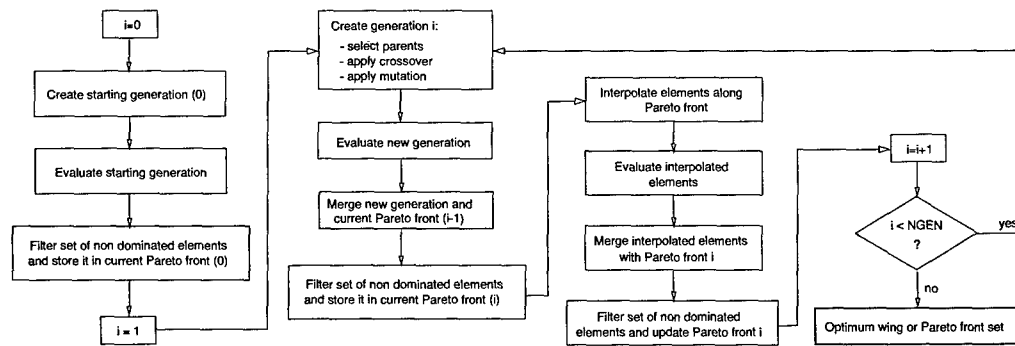 i=0
Create starting generation (0)
Evaluate starting generation
Filter set of non dominated elements
and store it in current Pareto front (0)
i = 1
Create generation i:
- select parents
- apply crossover
- apply mutation
Evaluate new generation
Merge new generation and
current Pareto front (i-1)
Filter set of non dominated elements
and store it in current Pareto front (i)
Interpolate elements along
Pareto front
Evaluate interpolated
elements
Merge interpolated elements
with Pareto front i
Filter set of non dominated
elements and update Pareto front i
i=i+1
i < NGEN
?
yes
no
Optimum wing or Pareto front set